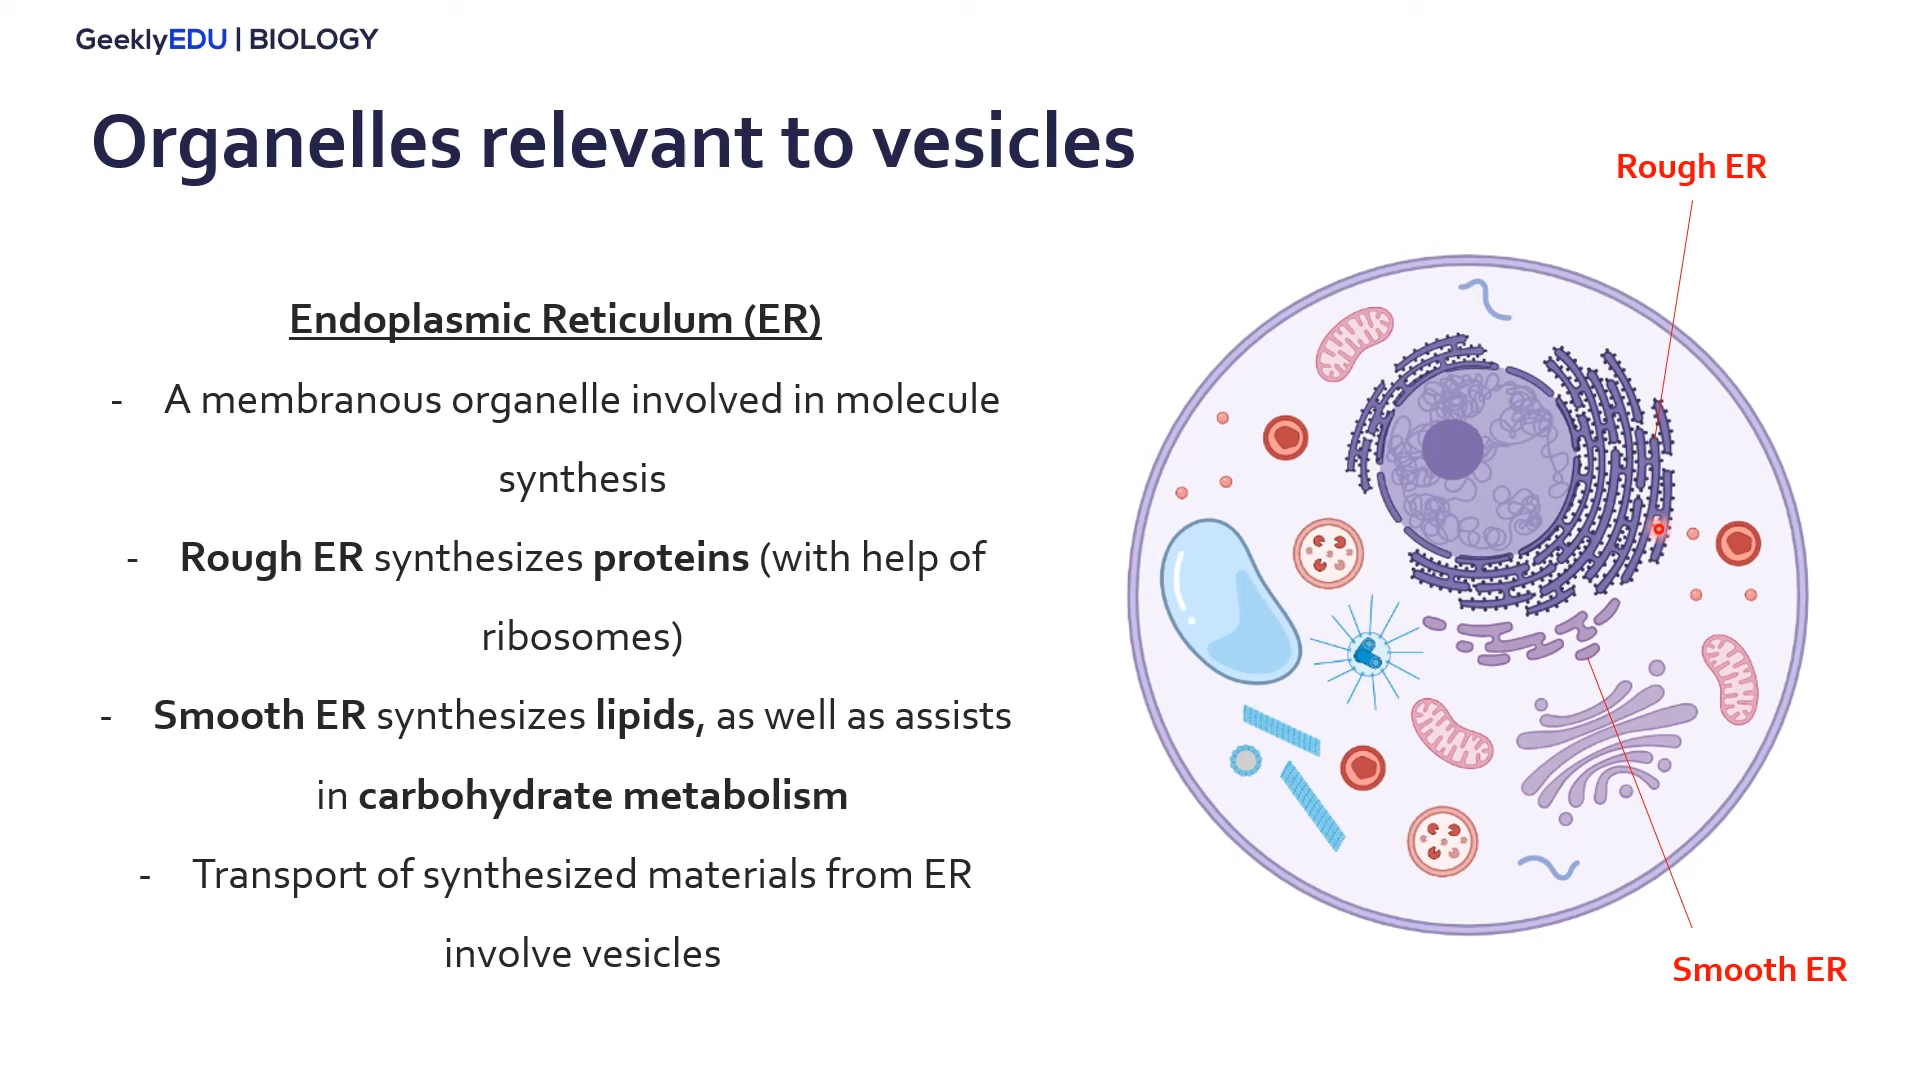 GeeklyEDU | BIOLOGY
Organelles relevant to vesicles
Rough ER
Endoplasmic Reticulum (ER)
- A membranous organelle involved in molecule
synthesis
- Rough ER synthesizes proteins (with help of
ribosomes)
- Smooth ER synthesizes lipids, as well as assists
in carbohydrate metabolism
- Transport of synthesized materials from ER
involve vesicles
Smooth ER